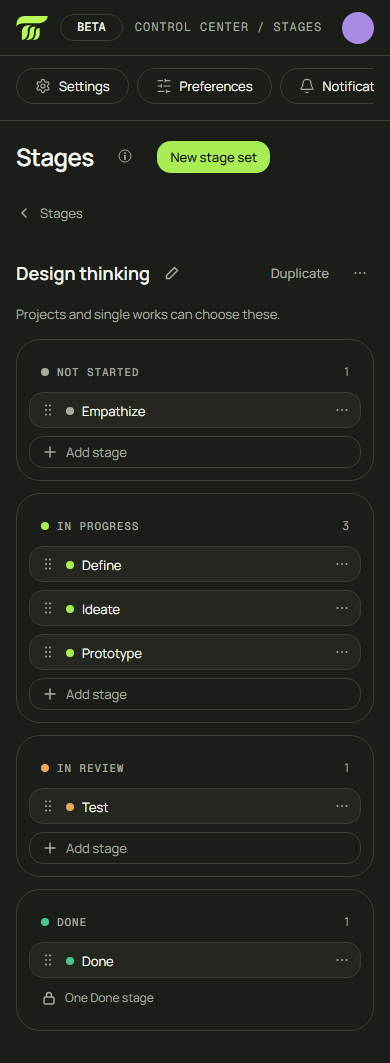 BETA
CONTROL CENTER / STAGES
Settings
Preferences
Notificat
Stages
New stage set
Stages
Design thinking
Duplicate
Projects and single works can choose these.
NOT STARTED
1
Empathize
Add stage
IN PROGRESS
3
Define
Ideate
Prototype
Add stage
IN REVIEW
1
Test
Add stage
DONE
1
Done
One Done stage